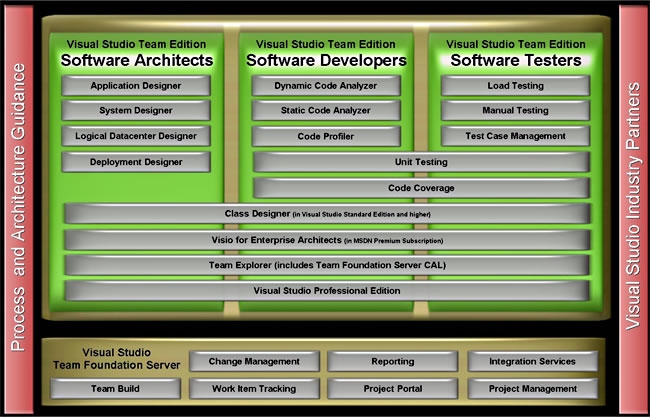 Process and Architecture Guidance
Visual Studio Team Edition
Software Architects
Application Designer
System Designer
Logical Datacenter Designer
Deployment Designer
Visual Studio Team Edition
Software Developers
Dynamic Code Analyzer
Static Code Analyzer
Code Profiler
Visual Studio Team Edition
Software Testers
Load Testing
Manual Testing
Test Case Management
Unit Testing
Code Coverage
Class Designer (in Visual Studio Standard Edition and higher)
Visio for Enterprise Architects (in MSDN Premium Subscription)
Team Explorer (includes Team Foundation Server CAL)
Visual Studio Professional Edition
Visual Studio
Team Foundation Server
Change Management
Reporting
Integration Services
Team Build
Work Item Tracking
Project Portal
Project Management
Visual Studio Industry Partners